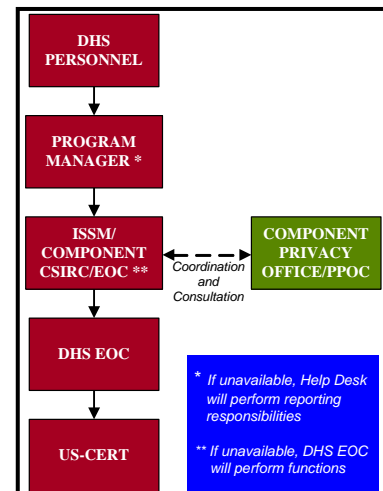 DHS
PERSONNEL
PROGRAM
MANAGER *
ISSM/
COMPONENT
CSIRC/EOC **
Coordination
and
Consultation
COMPONENT
PRIVACY
OFFICE/PPOC
DHS EOC
US-CERT
* If unavailable, Help Desk
will perform reporting
responsibilities
** If unavailable, DHS EOC
will perform functions